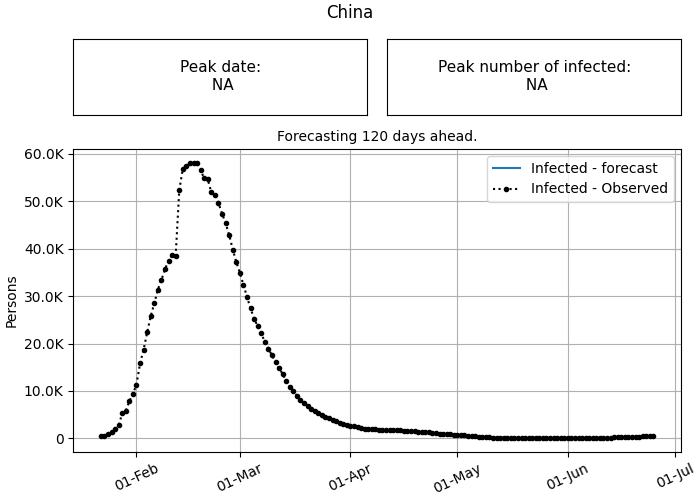 China
Peak date:
NA
Peak number of infected:
NA
Forecasting 120 days ahead.
60.0K
50.0K
40.0K
30.0K
20.0K
10.0K
0
Persons
Infected - forecast
Infected - Observed
01-Feb
01-Mar
01-Apr
01-May
01-Jun
01-Jul